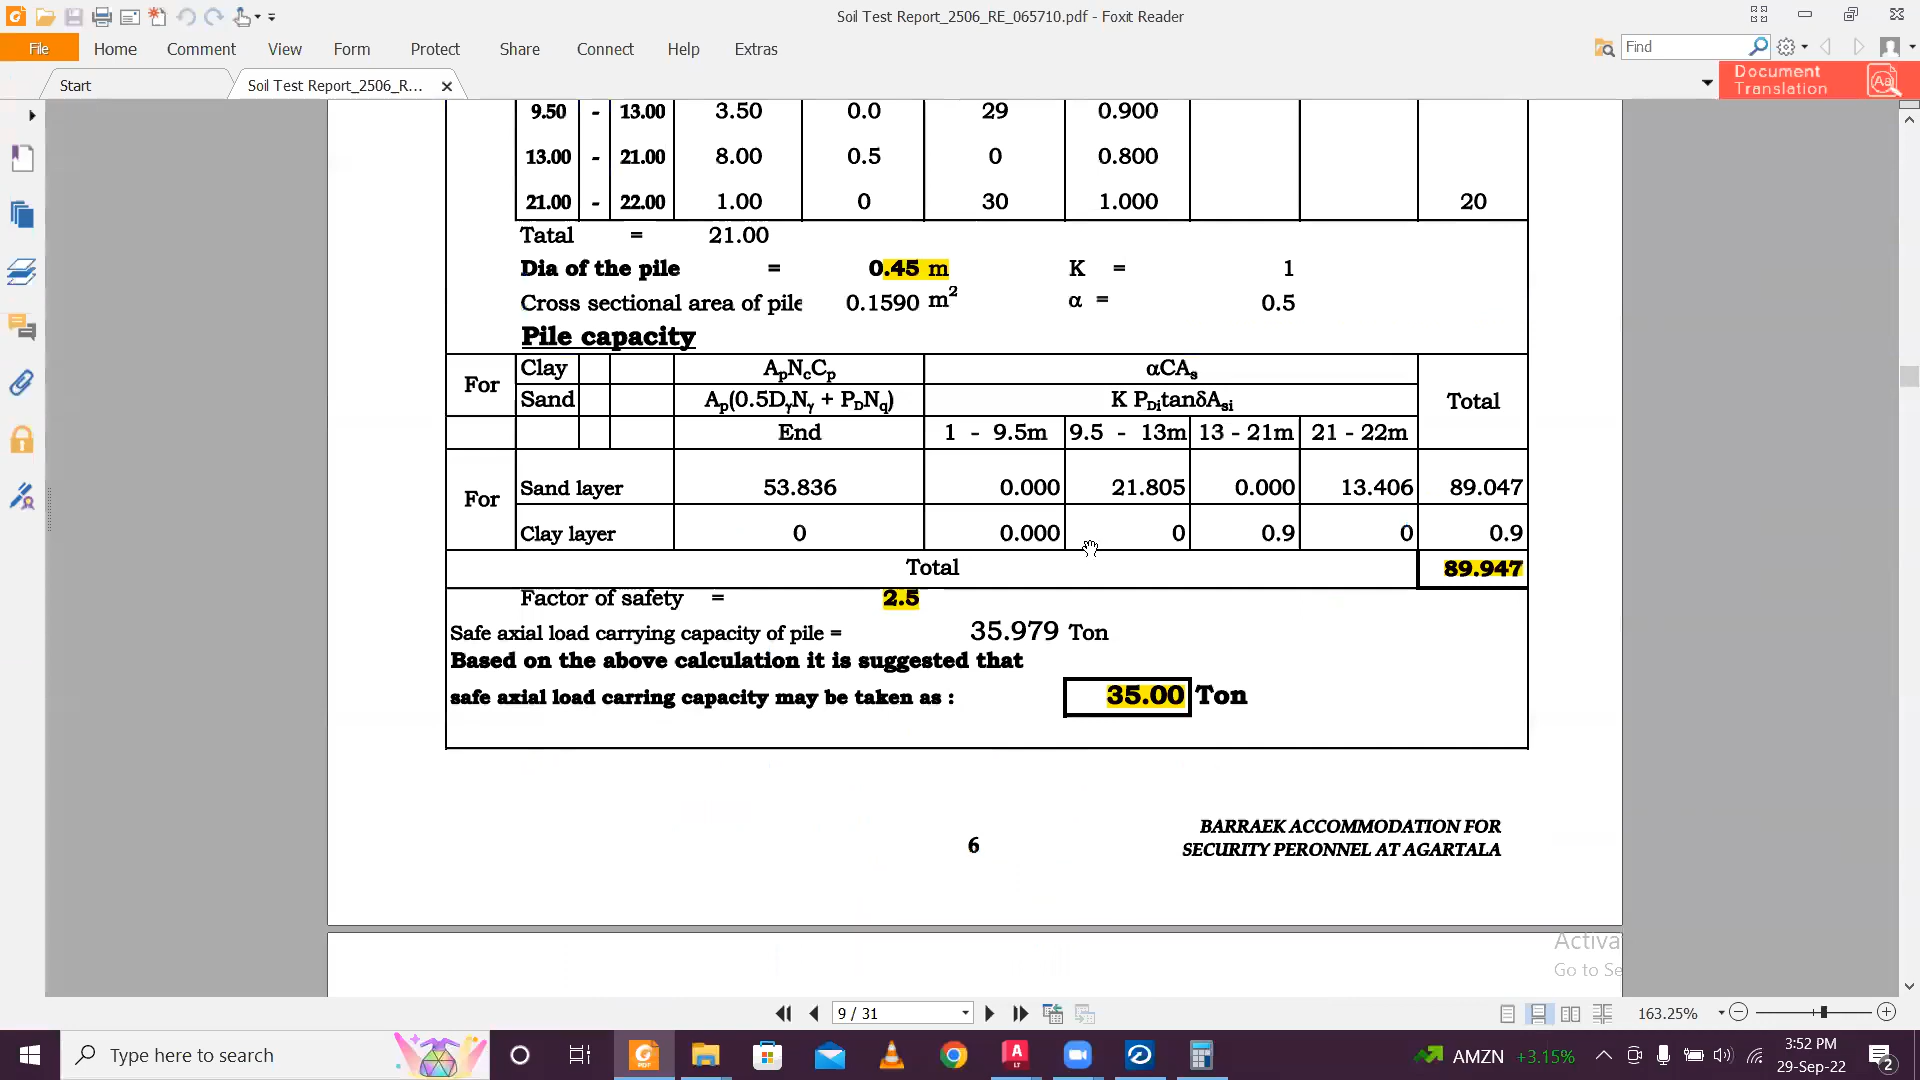 Soil Test Report_2506_RE_065710.pdf - Foxit Reader
File Home Comment View Form Protect Share Connect Help Extras
Find
Start
Soil Test Report_2506_R...
Document
Translation
9.50 - 13.00 3.50 0.0 29 0.900
13.00 - 21.00 8.00 0.5 0 0.800
21.00 - 22.00 1.00 0 30 1.000 20
Tatal = 21.00
Dia of the pile = 0.45 m K = 1
Cross sectional area of pile 0.1590 m² α = 0.5
Pile capacity
For Clay ApNcCp αCAs
Sand Ap(0.5DγNγ + PDNq) K PDitanδAsi Total
End 1 - 9.5m 9.5 - 13m 13 - 21m 21 - 22m
For Sand layer 53.836 0.000 21.805 0.000 13.406 89.047
Clay layer 0 0.000 0 0.9 0 0.9
Total 89.947
Factor of safety = 2.5
Safe axial load carrying capacity of pile = 35.979 Ton
Based on the above calculation it is suggested that
safe axial load carring capacity may be taken as : 35.00 Ton
BARRAEK ACCOMMODATION FOR
6
SECURITY PERONNEL AT AGARTALA
Activa
Go to Se
9 / 31
163.25%
Type here to search
AMZN +3.15%
3:52 PM
29-Sep-22
2